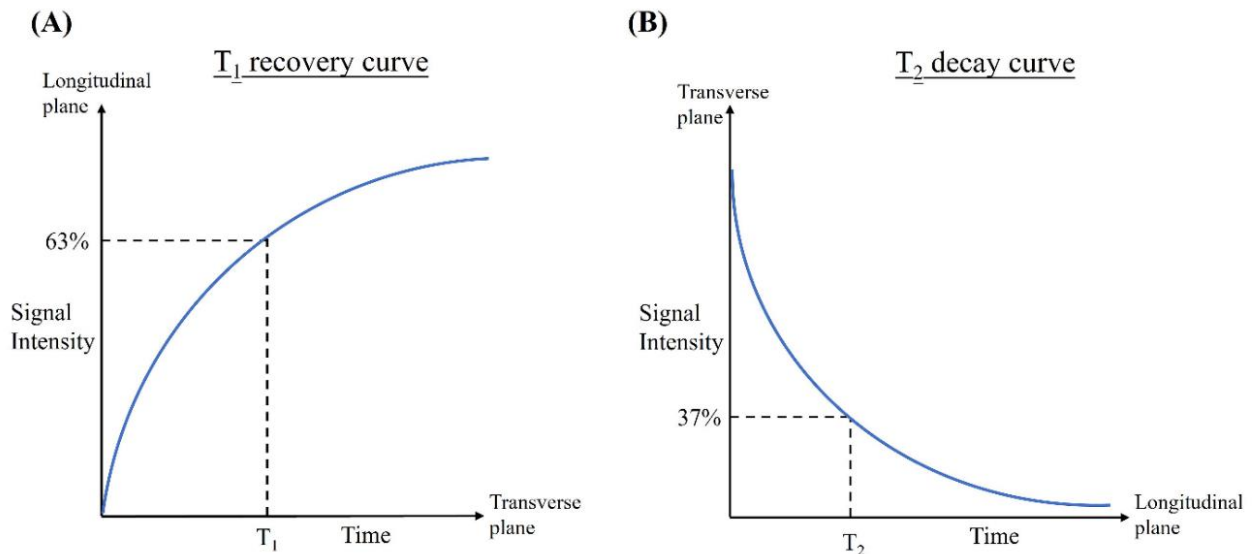 (A)
T₁ recovery curve
Longitudinal
plane
63%
Signal
Intensity
T₁
Time
Transverse
plane
(B)
T₂ decay curve
Transverse
plane
Signal
Intensity
37%
T₂
Time
Longitudinal
plane